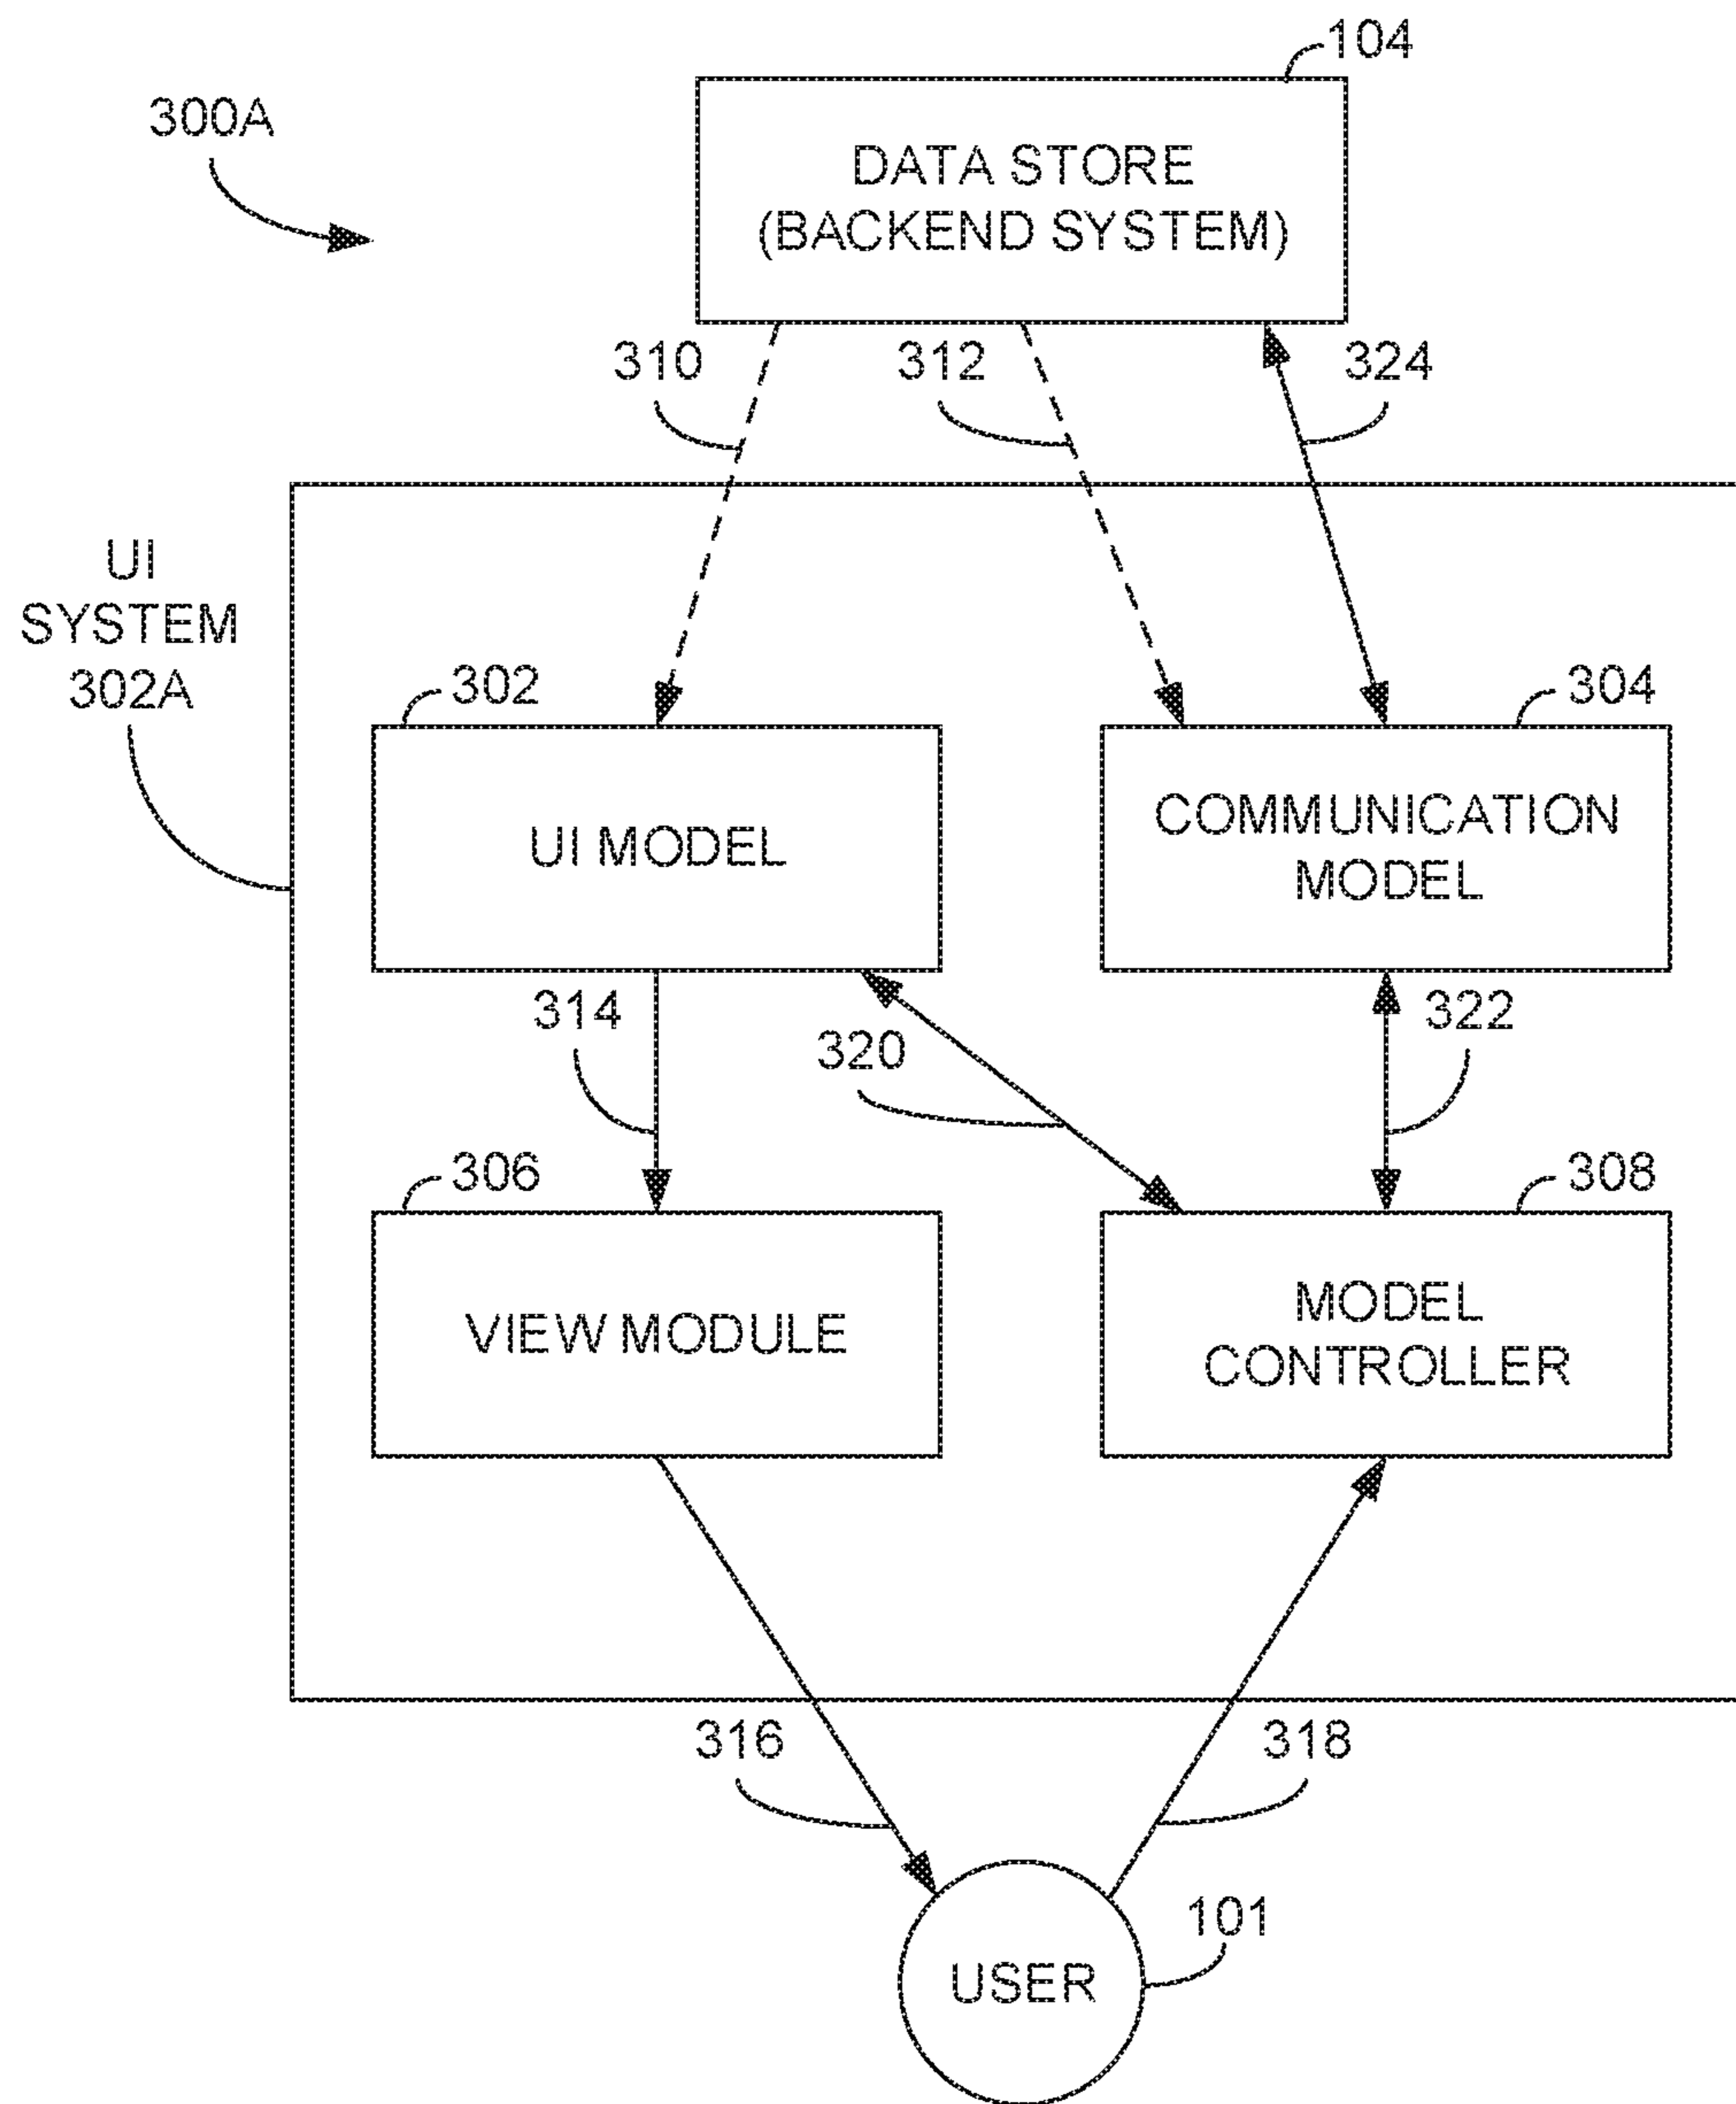 104
300A
DATA STORE
(BACKEND SYSTEM)
310
312
324
UI
SYSTEM
302A
302
304
UI MODEL
COMMUNICATION
MODEL
314
320
322
306
308
VIEW MODULE
MODEL
CONTROLLER
316
318
101
USER